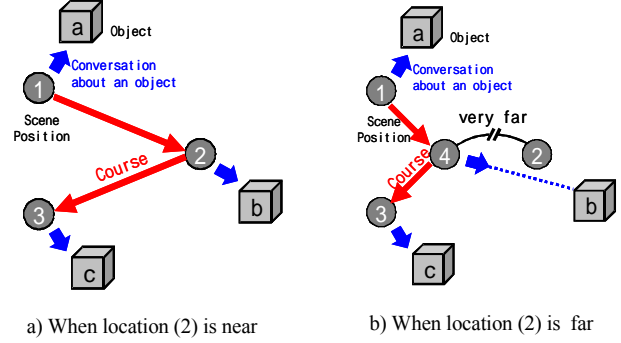 a
Object
Conversation
about an object
1
Scene
Position
2
Course
3
b
c
a) When location (2) is near
a
Object
Conversation
about an object
1
very far
Scene
Position
4
2
Course
3
b
c
b) When location (2) is far